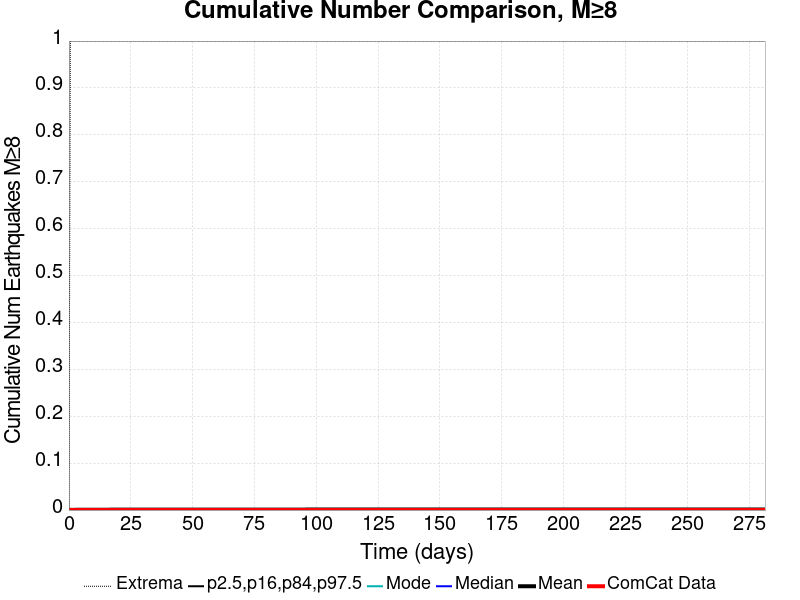 Cumulative Number Comparison, M≥8
Cumulative Num Earthquakes M≥8
1
0.9
0.8
0.7
0.6
0.5
0.4
0.3
0.2
0.1
0
0 25 50 75 100 125 150 175 200 225 250 275
Time (days)
Extrema p2.5,p16,p84,p97.5 Mode Median Mean ComCat Data